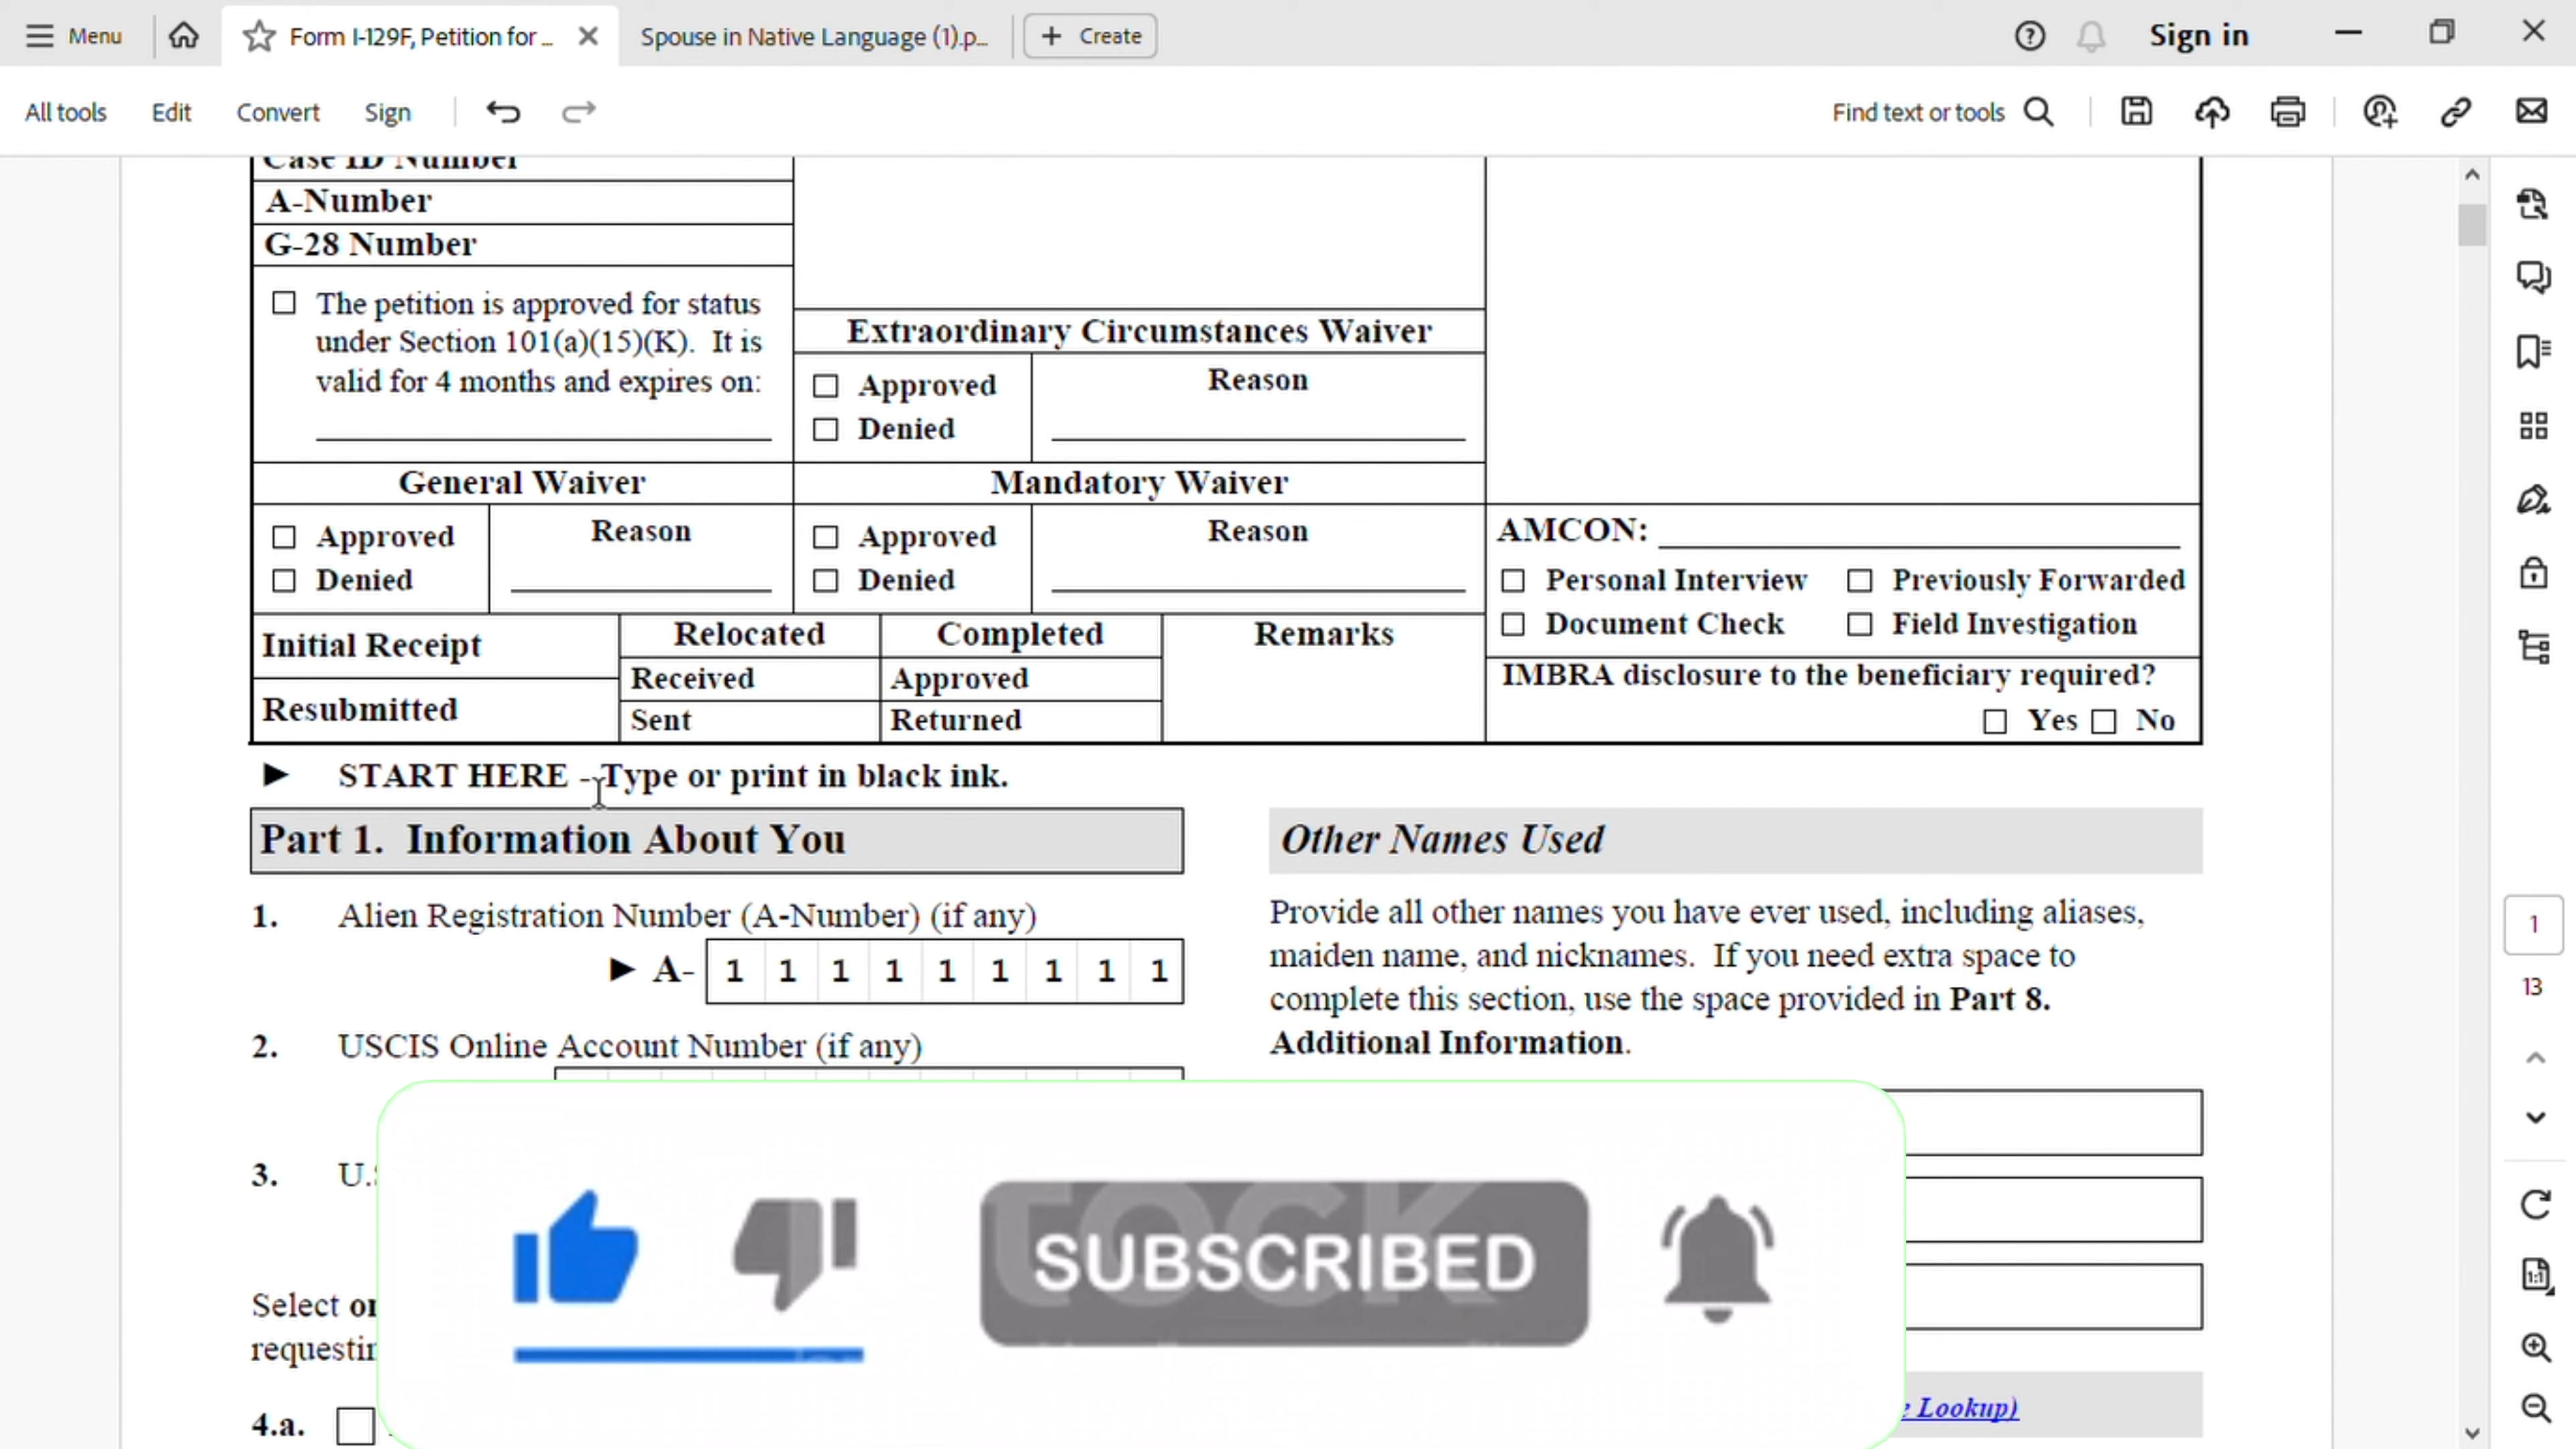 Menu
Form I-129F, Petition for ...
Spouse in Native Language (1).p...
Create
Sign in
All tools
Edit
Convert
Sign
Find text or tools
Case ID Number
A-Number
G-28 Number
The petition is approved for status
under Section 101(a)(15)(K). It is
valid for 4 months and expires on:
Extraordinary Circumstances Waiver
Approved
Denied
Reason
General Waiver
Approved
Denied
Reason
Mandatory Waiver
Approved
Denied
Reason
AMCON:
Personal Interview
Previously Forwarded
Document Check
Field Investigation
Initial Receipt
Resubmitted
Relocated
Received
Sent
Completed
Approved
Returned
Remarks
IMBRA disclosure to the beneficiary required?
Yes No
► START HERE - Type or print in black ink.
Part 1. Information About You
1. Alien Registration Number (A-Number) (if any)
► A- 1 1 1 1 1 1 1 1 1
2. USCIS Online Account Number (if any)
3.
Select
requestin
4.a.
Other Names Used
Provide all other names you have ever used, including aliases,
maiden name, and nicknames. If you need extra space to
complete this section, use the space provided in Part 8.
Additional Information.
Lookup)
SUBSCRIBED
1
13
1:1